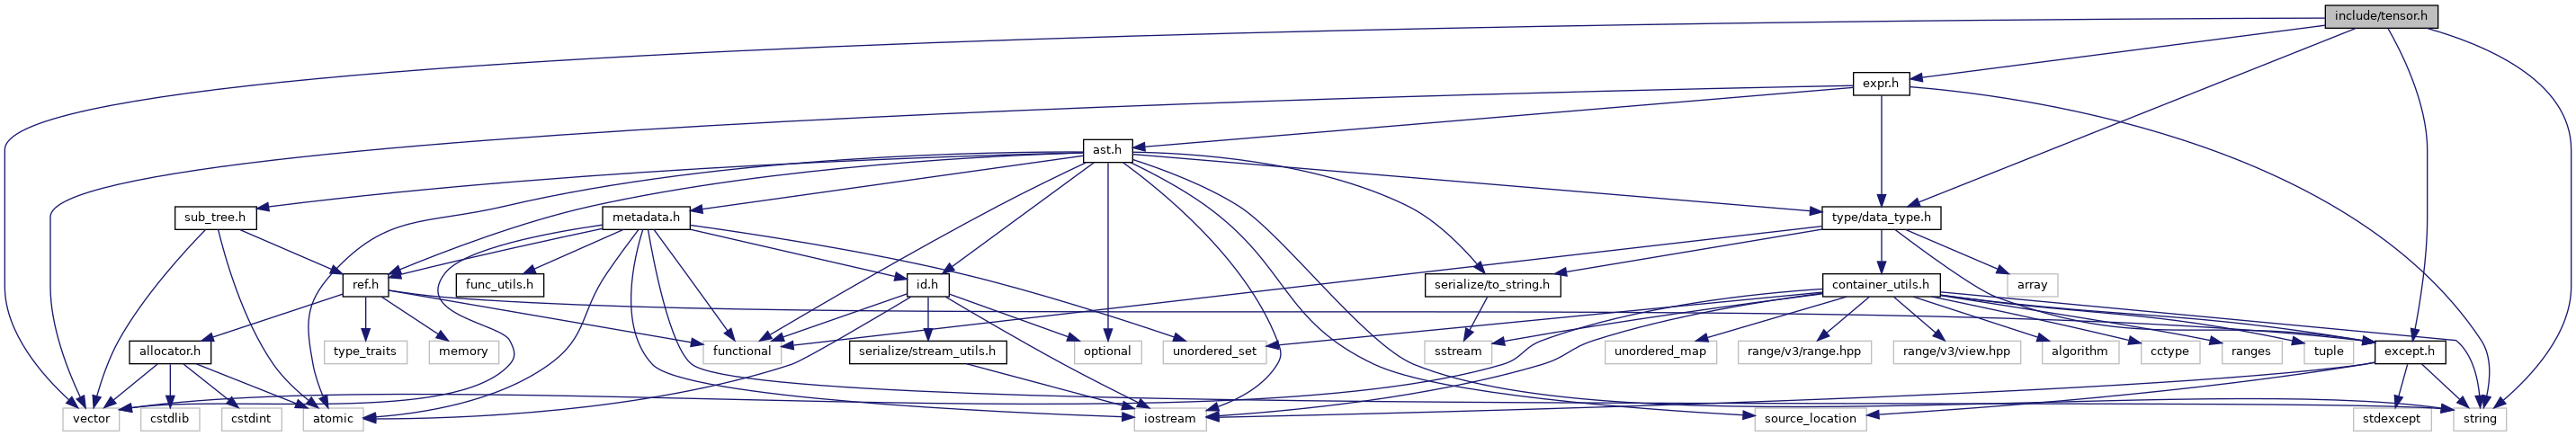 include/tensor.h
expr.h
ast.h
sub_tree.h
metadata.h
type/data_type.h
ref.h
func_utils.h
id.h
serialize/to_string.h
container_utils.h
array
allocator.h
type_traits
memory
functional
serialize/stream_utils.h
optional
unordered_set
sstream
unordered_map
range/v3/range.hpp
range/v3/view.hpp
algorithm
cctype
ranges
tuple
except.h
vector
cstdlib
cstdint
atomic
iostream
source_location
stdexcept
string